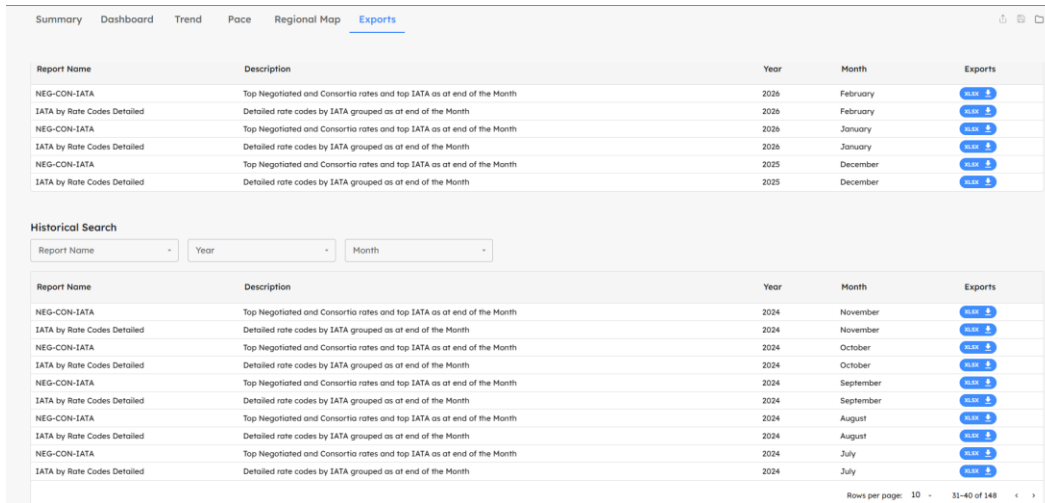 Summary Dashboard Trend Pace Regional Map Exports
Report Name Description Year Month Exports
NEG-CON-IATA Top Negotiated and Consortia rates and top IATA as at end of the Month 2026 February XLSX
IATA by Rate Codes Detailed Detailed rate codes by IATA grouped as at end of the Month 2026 February XLSX
NEG-CON-IATA Top Negotiated and Consortia rates and top IATA as at end of the Month 2026 January XLSX
IATA by Rate Codes Detailed Detailed rate codes by IATA grouped as at end of the Month 2026 January XLSX
NEG-CON-IATA Top Negotiated and Consortia rates and top IATA as at end of the Month 2025 December XLSX
IATA by Rate Codes Detailed Detailed rate codes by IATA grouped as at end of the Month 2025 December XLSX
Historical Search
Report Name Year Month
Report Name Description Year Month Exports
NEG-CON-IATA Top Negotiated and Consortia rates and top IATA as at end of the Month 2024 November XLSX
IATA by Rate Codes Detailed Detailed rate codes by IATA grouped as at end of the Month 2024 November XLSX
NEG-CON-IATA Top Negotiated and Consortia rates and top IATA as at end of the Month 2024 October XLSX
IATA by Rate Codes Detailed Detailed rate codes by IATA grouped as at end of the Month 2024 October XLSX
NEG-CON-IATA Top Negotiated and Consortia rates and top IATA as at end of the Month 2024 September XLSX
IATA by Rate Codes Detailed Detailed rate codes by IATA grouped as at end of the Month 2024 September XLSX
NEG-CON-IATA Top Negotiated and Consortia rates and top IATA as at end of the Month 2024 August XLSX
IATA by Rate Codes Detailed Detailed rate codes by IATA grouped as at end of the Month 2024 August XLSX
NEG-CON-IATA Top Negotiated and Consortia rates and top IATA as at end of the Month 2024 July XLSX
IATA by Rate Codes Detailed Detailed rate codes by IATA grouped as at end of the Month 2024 July XLSX
Rows per page: 10 31-40 of 148